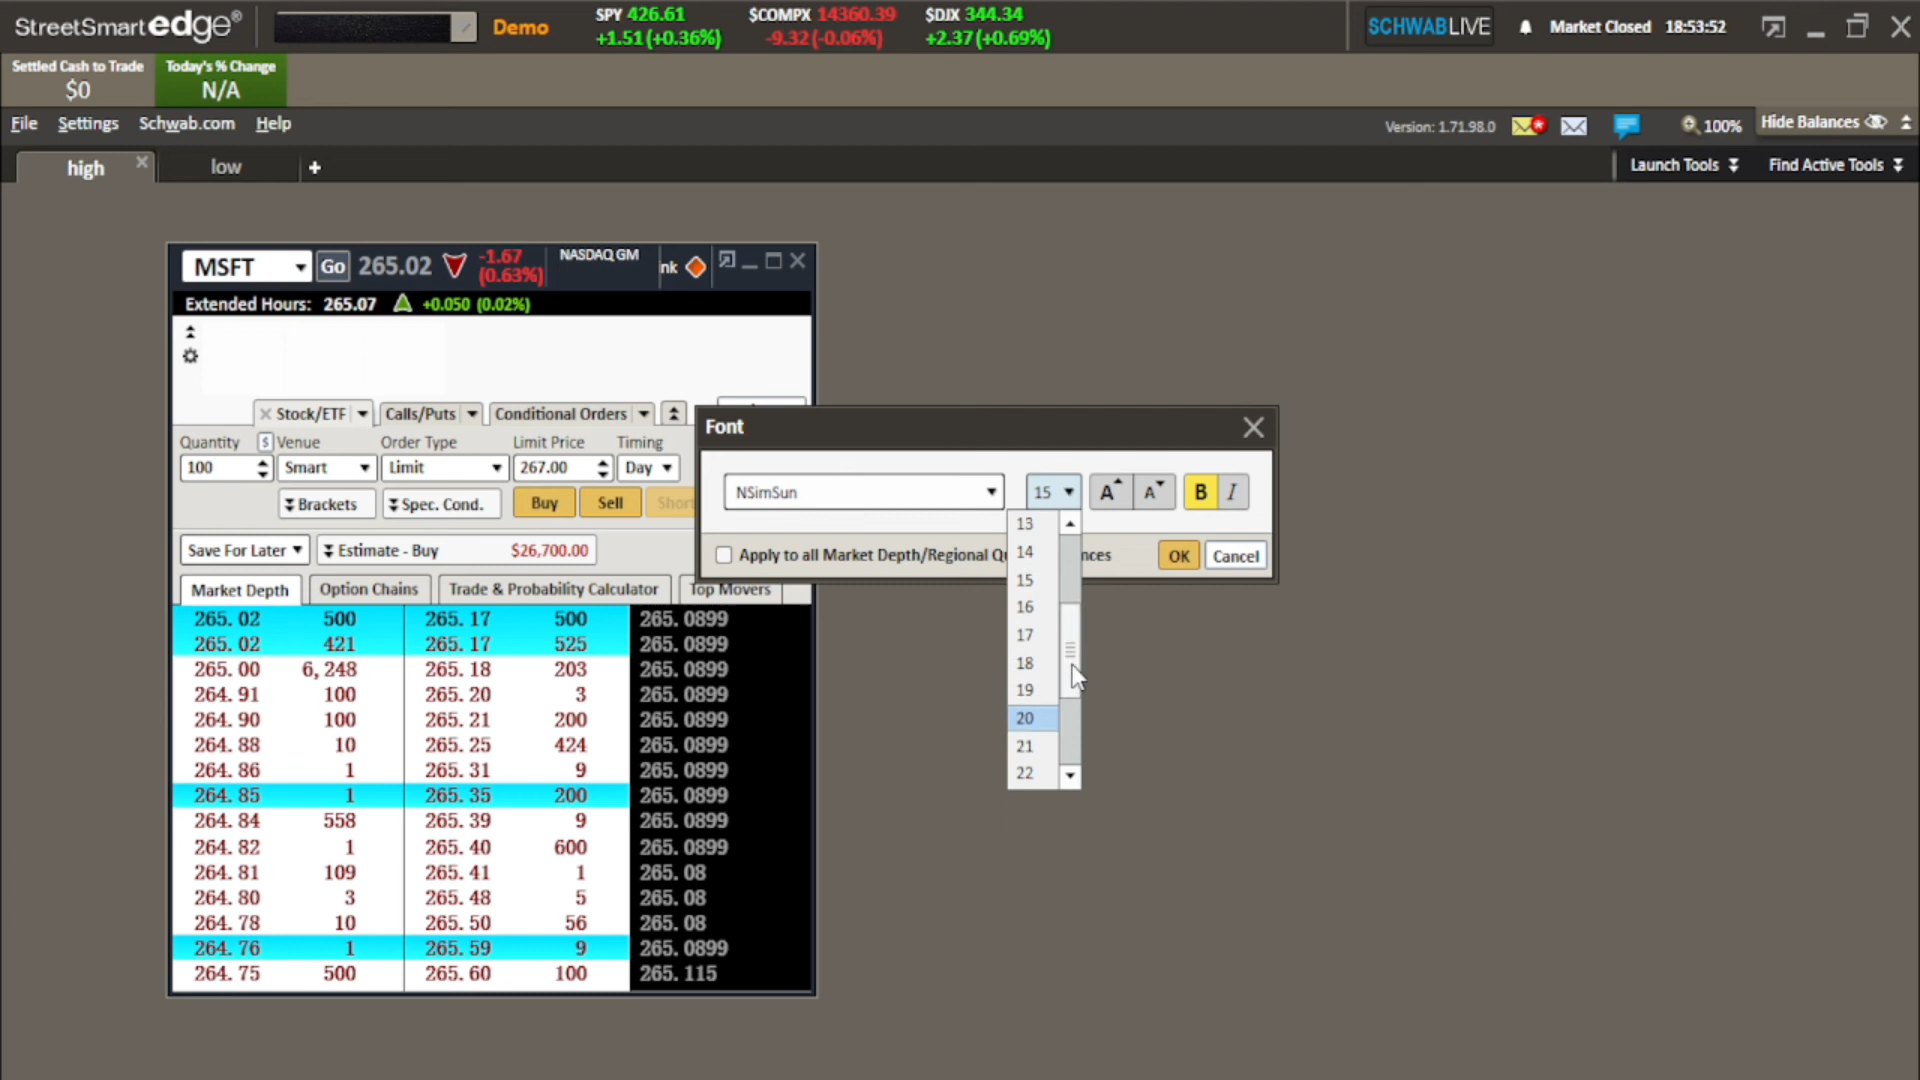 StreetSmart edge®
Demo
SPY 426.61
+1.51 (+0.36%)
$COMPX 14360.39
-9.32 (-0.06%)
$DJX 344.34
+2.37 (+0.69%)
SCHWABLIVE
Market Closed 18:53:52
Settled Cash to Trade
$0
Today's % Change
N/A
File Settings Schwab.com Help
Version: 1.71.98.0
100%
Hide Balances
high
low
+
Launch Tools
Find Active Tools
MSFT Go 265.02
-1.67
(0.63%)
NASDAQ GM
nk
Extended Hours: 265.07 +0.050 (0.02%)
Stock/ETF Calls/Puts Conditional Orders
Quantity $ Venue Order Type Limit Price Timing
100 Smart Limit 267.00 Day
Brackets Spec. Cond. Buy Sell Short
Save For Later Estimate - Buy $26,700.00
Market Depth Option Chains Trade & Probability Calculator Top Movers
265.02 500 265.17 500 265.0899
265.02 421 265.17 525 265.0899
265.00 6,248 265.18 203 265.0899
264.91 100 265.20 3 265.0899
264.90 100 265.21 200 265.0899
264.88 10 265.25 424 265.0899
264.86 1 265.31 9 265.0899
264.85 1 265.35 200 265.0899
264.84 558 265.39 9 265.0899
264.82 1 265.40 600 265.0899
264.81 109 265.41 1 265.08
264.80 3 265.48 5 265.08
264.78 10 265.50 56 265.08
264.76 1 265.59 9 265.0899
264.75 500 265.60 100 265.115
Font
NSimSun 15 A A B I
Apply to all Market Depth/Regional Qu nces
OK Cancel
13
14
15
16
17
18
19
20
21
22